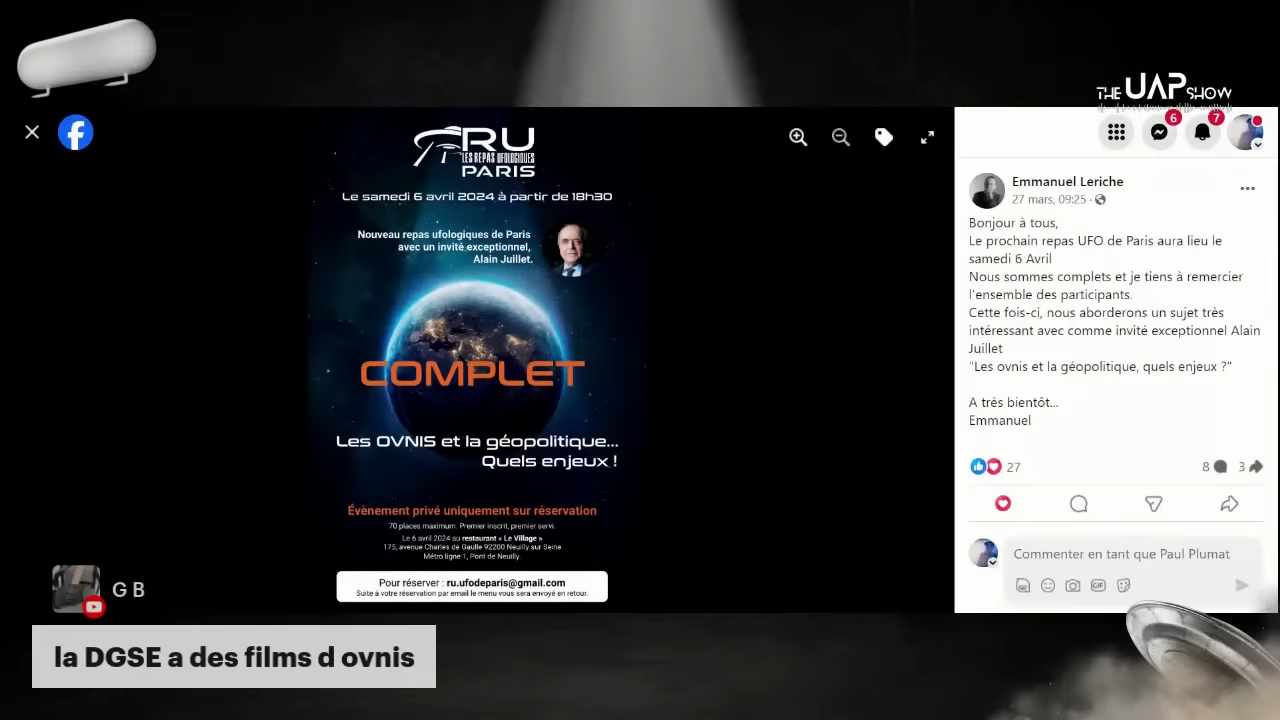 THE UAP SHOW
6
7
RU
LES REPAS UFOLOGIQUES
PARIS
Le samedi 6 avril 2024 à partir de 18h30
Nouveau repas ufologiques de Paris
avec un invité exceptionnel,
Alain Juillet.
COMPLET
Les OVNIS et la géopolitique...
Quels enjeux !
Évènement privé uniquement sur réservation
70 places maximum. Premier inscrit, premier servi.
Le 6 avril 2024 au restaurant « Le Village »
175, avenue Charles de Gaulle 92200 Neuilly sur Seine
Métro ligne 1, Pont de Neuilly.
Pour réserver : ru.ufodeparis@gmail.com
Suite à votre réservation par email le menu vous sera envoyé en retour.
Emmanuel Leriche
27 mars, 09:25
Bonjour à tous,
Le prochain repas UFO de Paris aura lieu le
samedi 6 Avril
Nous sommes complets et je tiens à remercier
l'ensemble des participants.
Cette fois-ci, nous aborderons un sujet très
intéressant avec comme invité exceptionnel Alain
Juillet
"Les ovnis et la géopolitique, quels enjeux ?"
A très bientôt...
Emmanuel
27
8
3
Commenter en tant que Paul Plumat
GIF
G B
la DGSE a des films d ovnis